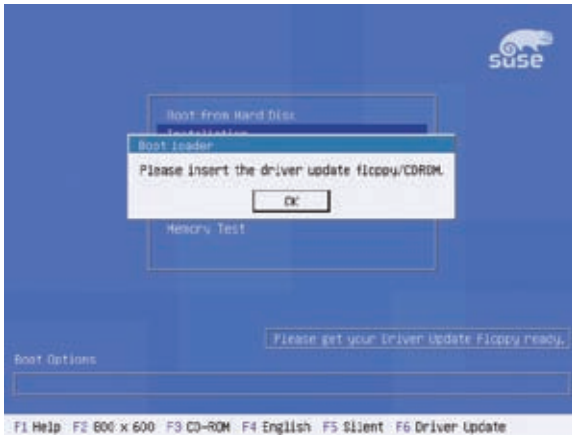 suse
Boot from Hard Disc
Installation
Boot loader
Please insert the driver update floppy/CDROM.
OK
Memory Test
Please get your Driver Update Floppy ready.
Boot Options
F1 Help F2 800 x 600 F3 CD-ROM F4 English F5 Silent F6 Driver Update